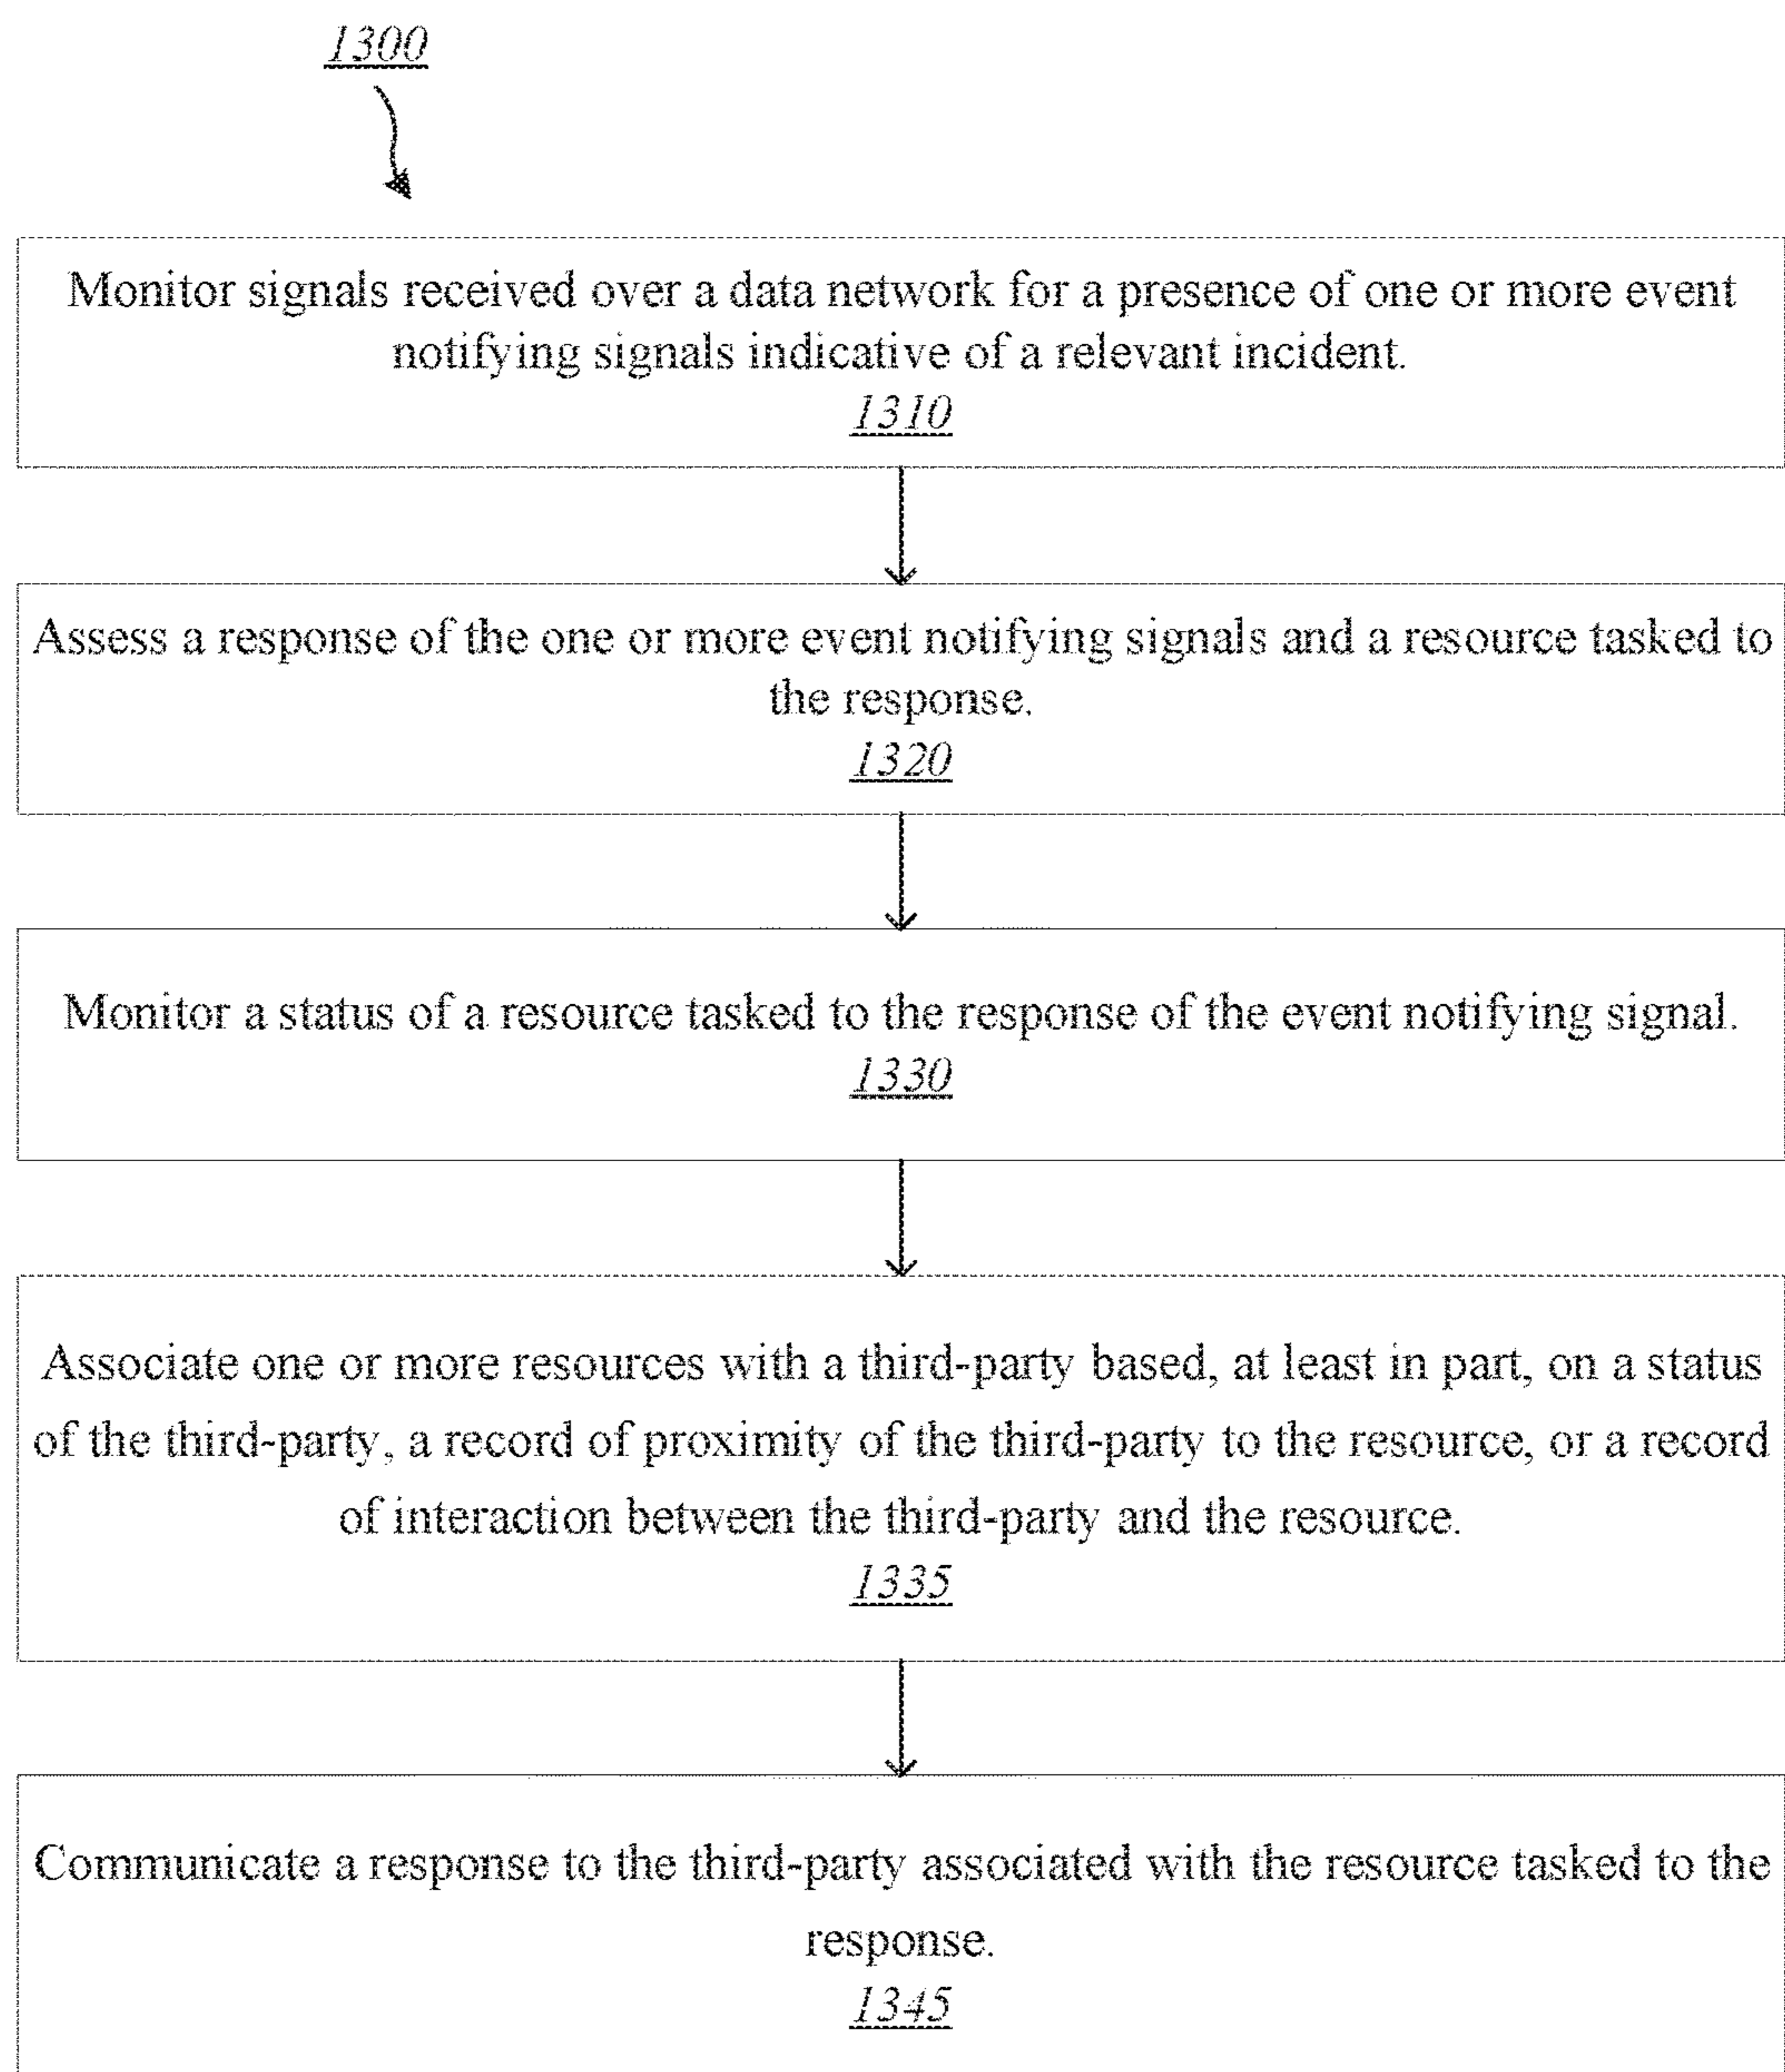 1300
Monitor signals received over a data network for a presence of one or more event
notifying signals indicative of a relevant incident.
1310
Assess a response of the one or more event notifying signals and a resource tasked to
the response.
1320
Monitor a status of a resource tasked to the response of the event notifying signal.
1330
Associate one or more resources with a third-party based, at least in part, on a status
of the third-party, a record of proximity of the third-party to the resource, or a record
of interaction between the third-party and the resource.
1335
Communicate a response to the third-party associated with the resource tasked to the
response.
1345